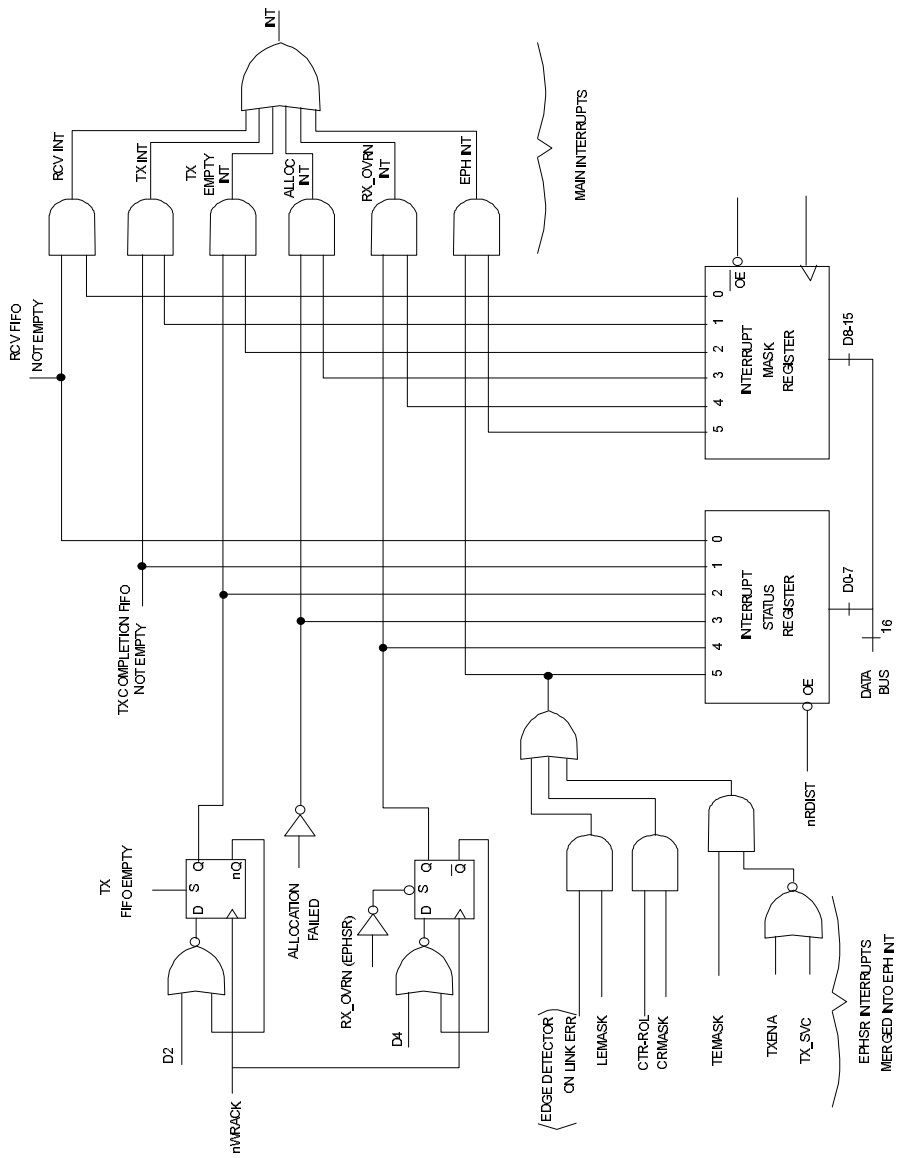 INT
RCV INT
TX INT
TX
EMPTY
INT
ALLOC
INT
RX_OVRN
INT
EPH INT
MAIN INTERRUPTS
RCV FIFO
NOT EMPTY
OE
0
1
2
3
4
5
INTERRUPT
MASK
REGISTER
D8-15
TX COMPLETION FIFO
NOT EMPTY
0
1
2
3
4
5
INTERRUPT
STATUS
REGISTER
OE
D0-7
16
DATA
BUS
nRDIST
TX
FIFO EMPTY
S
D
Q
nQ
D2
ALLOCATION
FAILED
RX_OVRN (EPHSR)
S
D
Q
Q
D4
nWRACK
EDGE DETECTOR
ON LINK ERR
LEMASK
CTR-ROL
CRMASK
TEMASK
TXENA
TX_SVC
EPHSR INTERRUPTS
MERGED INTO EPH INT